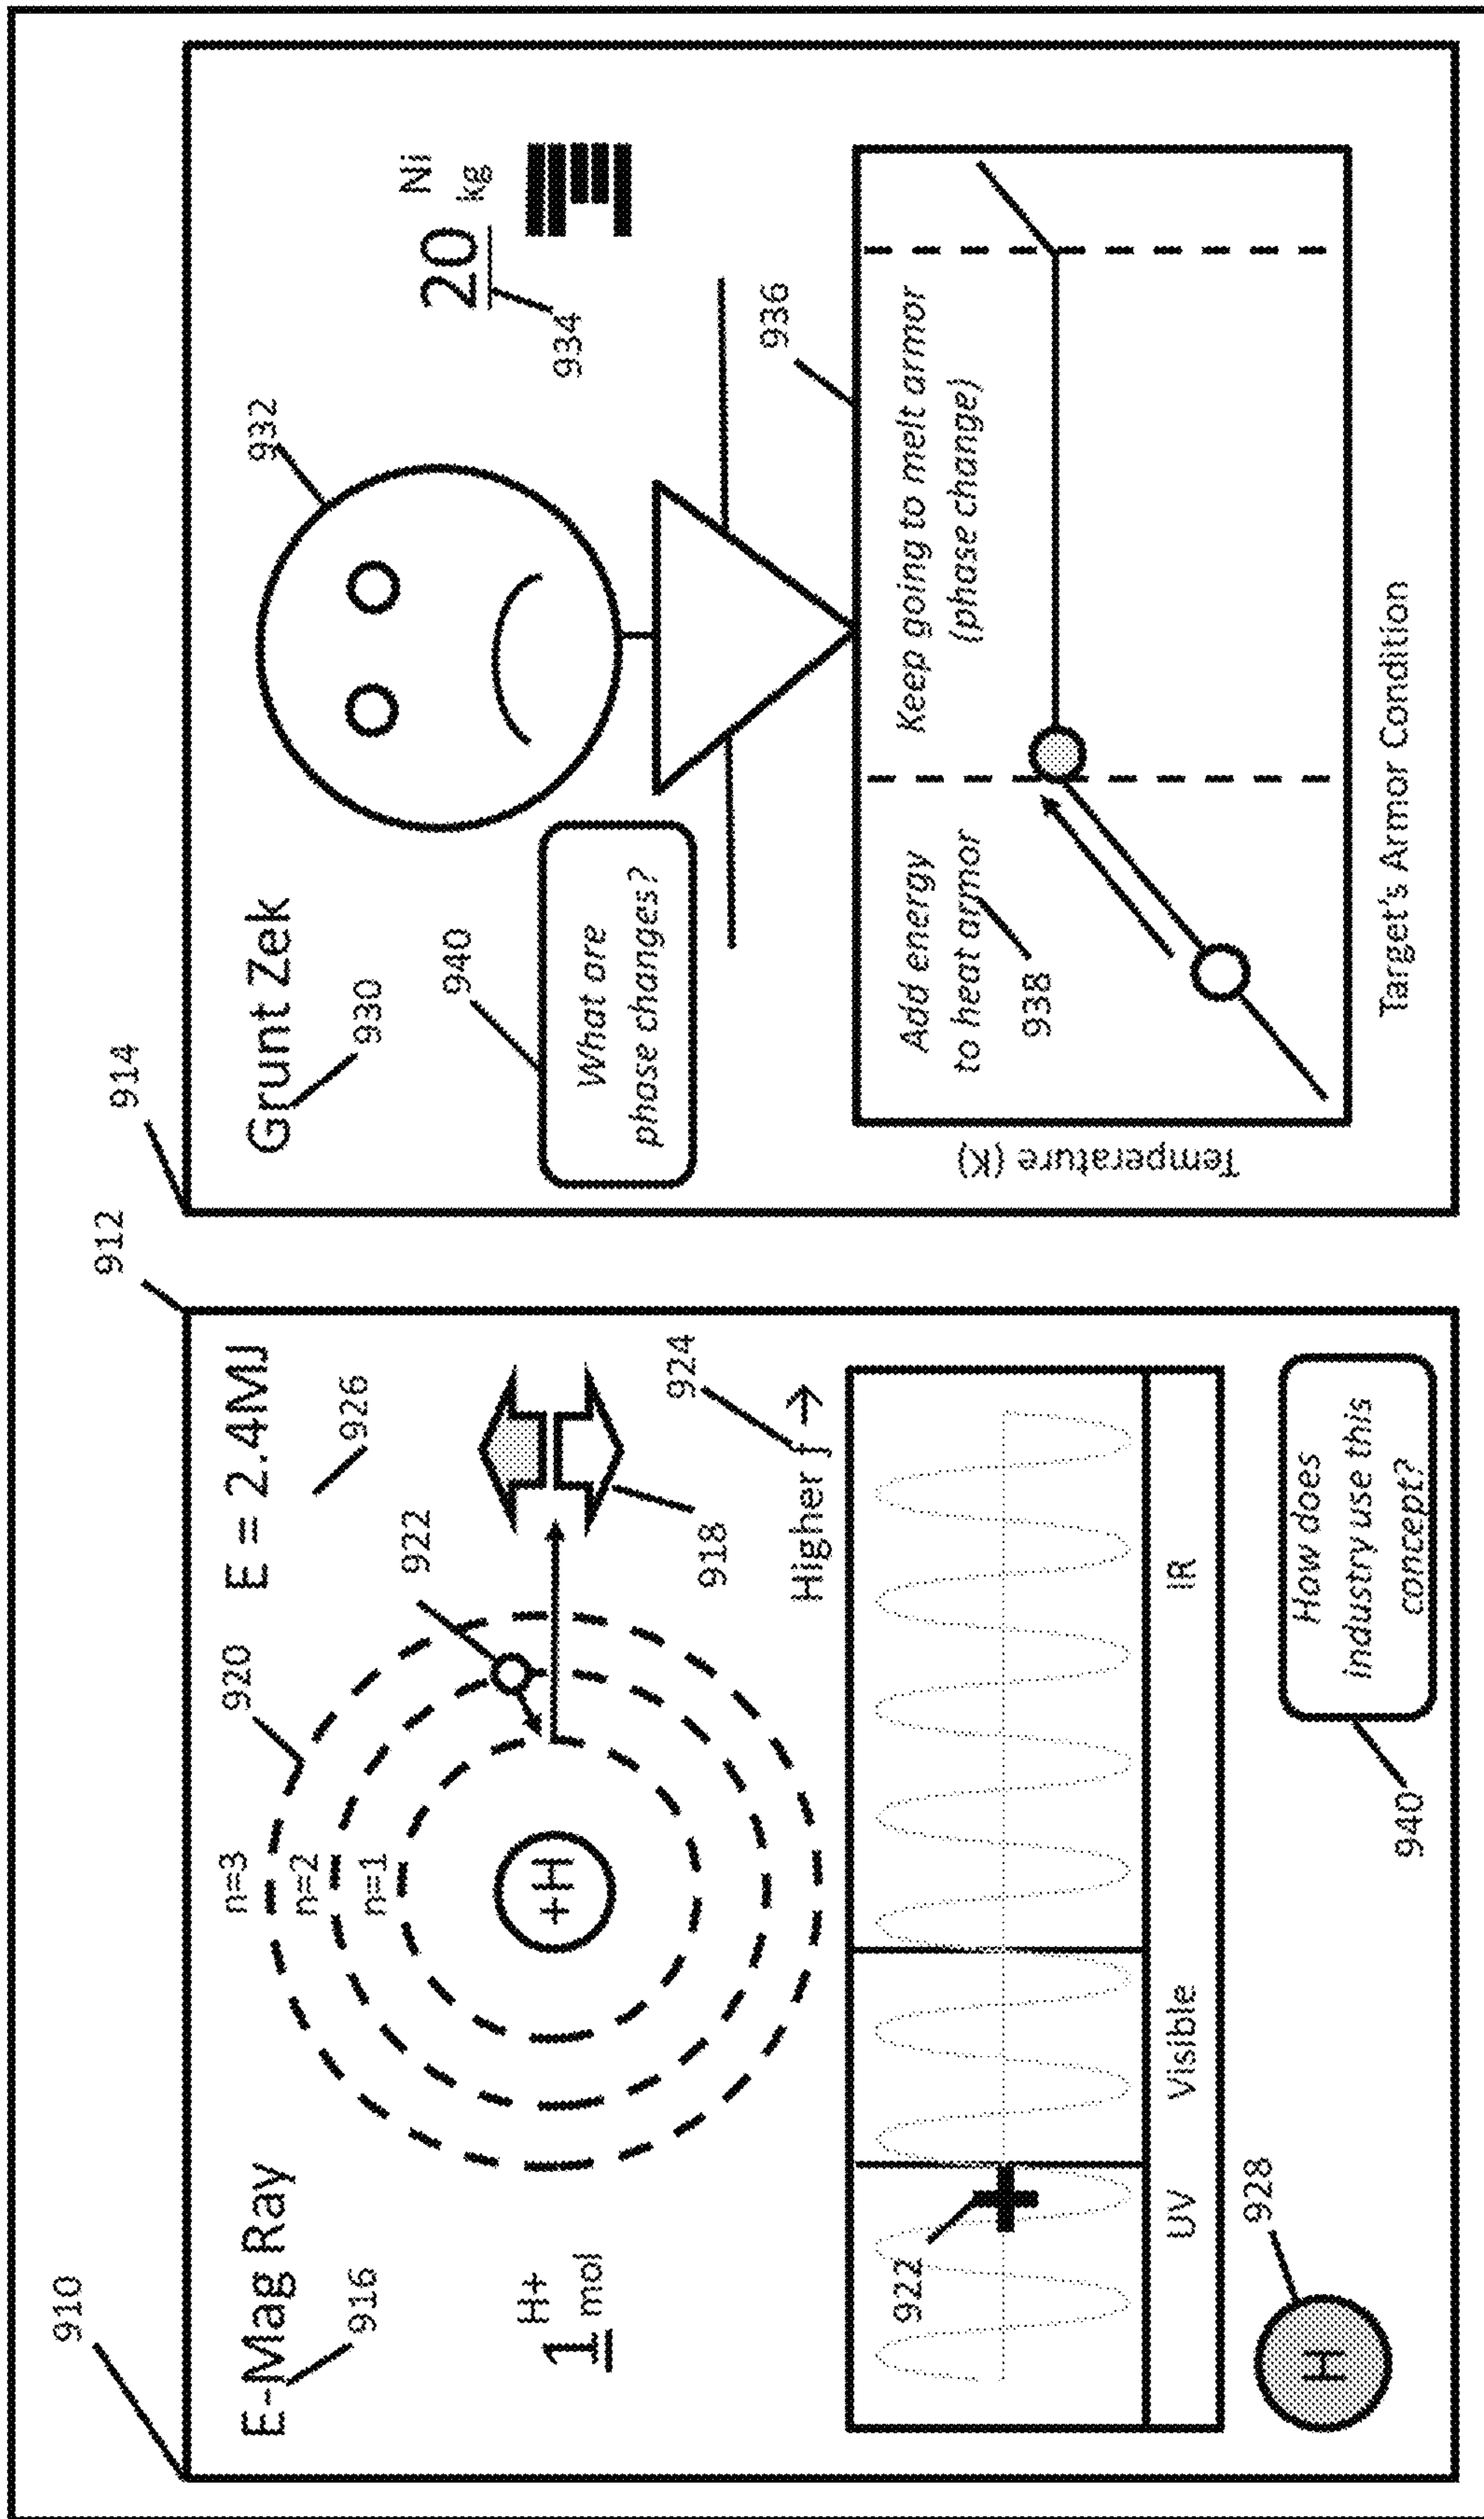 910
912
E-Mag Ray
916
E = 2.4MJ
926
920
n=3
n=2
n=1
+H
922
918
H+
1 mol
Higher f →
924
922
UV
Visible
IR
928
H
How does
industry use this
concept?
940
914
Grunt Zek
930
932
Ni
20 kg
934
940
What are
phase changes?
936
Add energy
to heat armor
938
Keep going to melt armor
(phase change)
Temperature (K)
Target's Armor Condition